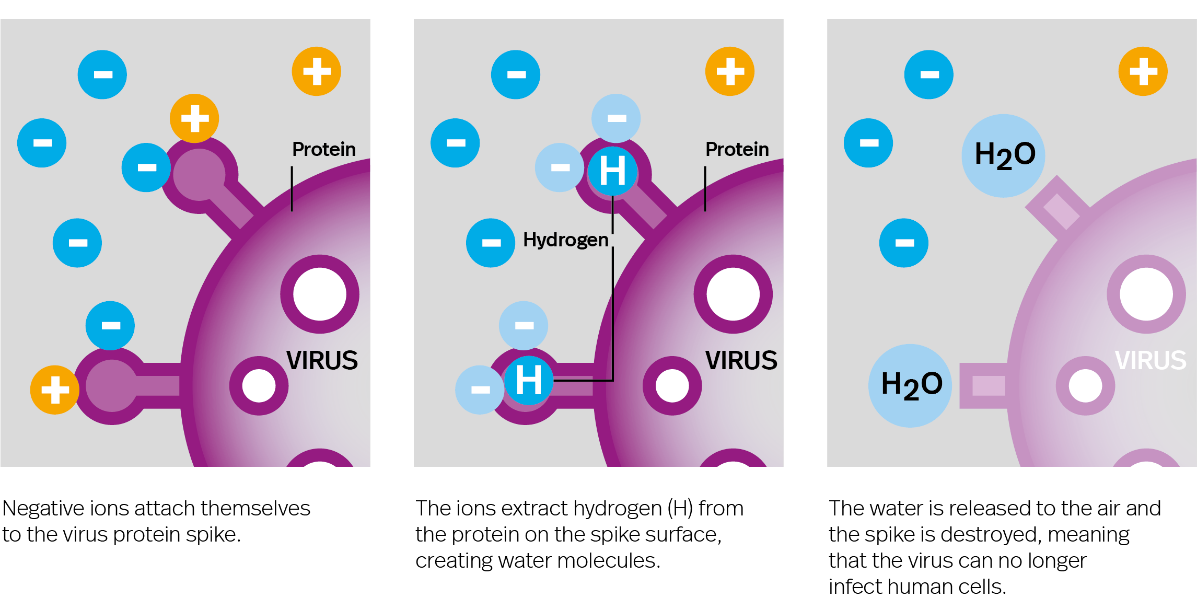 Protein
VIRUS
Negative ions attach themselves
to the virus protein spike.
H
Protein
Hydrogen
VIRUS
H
The ions extract hydrogen (H) from
the protein on the spike surface,
creating water molecules.
H2O
VIRUS
H2O
The water is released to the air and
the spike is destroyed, meaning
that the virus can no longer
infect human cells.